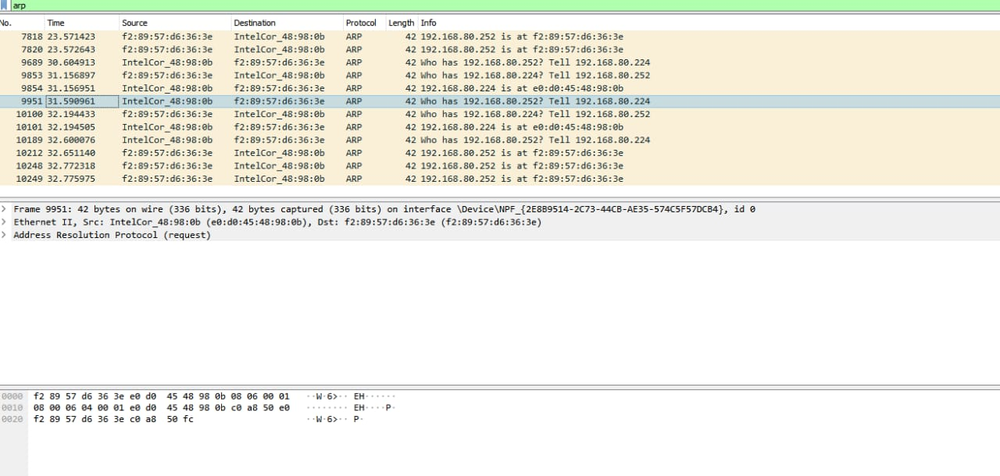 arp
No. Time Source Destination Protocol Length Info
7818 23.571423 f2:89:57:d6:36:3e IntelCor_48:98:0b ARP 42 192.168.80.252 is at f2:89:57:d6:36:3e
7820 23.572643 f2:89:57:d6:36:3e IntelCor_48:98:0b ARP 42 192.168.80.252 is at f2:89:57:d6:36:3e
9689 30.604913 IntelCor_48:98:0b f2:89:57:d6:36:3e ARP 42 Who has 192.168.80.252? Tell 192.168.80.224
9853 31.156897 f2:89:57:d6:36:3e IntelCor_48:98:0b ARP 42 Who has 192.168.80.224? Tell 192.168.80.252
9854 31.156951 IntelCor_48:98:0b f2:89:57:d6:36:3e ARP 42 192.168.80.224 is at e0:d0:45:48:98:0b
9951 31.590961 IntelCor_48:98:0b f2:89:57:d6:36:3e ARP 42 Who has 192.168.80.252? Tell 192.168.80.224
10100 32.194433 f2:89:57:d6:36:3e IntelCor_48:98:0b ARP 42 Who has 192.168.80.224? Tell 192.168.80.252
10101 32.194505 IntelCor_48:98:0b f2:89:57:d6:36:3e ARP 42 192.168.80.224 is at e0:d0:45:48:98:0b
10189 32.600076 IntelCor_48:98:0b f2:89:57:d6:36:3e ARP 42 Who has 192.168.80.252? Tell 192.168.80.224
10212 32.651140 f2:89:57:d6:36:3e IntelCor_48:98:0b ARP 42 192.168.80.252 is at f2:89:57:d6:36:3e
10248 32.772318 f2:89:57:d6:36:3e IntelCor_48:98:0b ARP 42 192.168.80.252 is at f2:89:57:d6:36:3e
10249 32.775975 f2:89:57:d6:36:3e IntelCor_48:98:0b ARP 42 192.168.80.252 is at f2:89:57:d6:36:3e
Frame 9951: 42 bytes on wire (336 bits), 42 bytes captured (336 bits) on interface \Device\NPF_{2E8B9514-2C73-44CB-AE35-574C5F57DCB4}, id 0
Ethernet II, Src: IntelCor_48:98:0b (e0:d0:45:48:98:0b), Dst: f2:89:57:d6:36:3e (f2:89:57:d6:36:3e)
Address Resolution Protocol (request)
0000 f2 89 57 d6 36 3e e0 d0 45 48 98 0b 08 06 00 01 ··W·6>·· EH······
0010 08 00 06 04 00 01 e0 d0 45 48 98 0b c0 a8 50 e0 ········ EH····P·
0020 f2 89 57 d6 36 3e c0 a8 50 fc ··W·6>·· P·